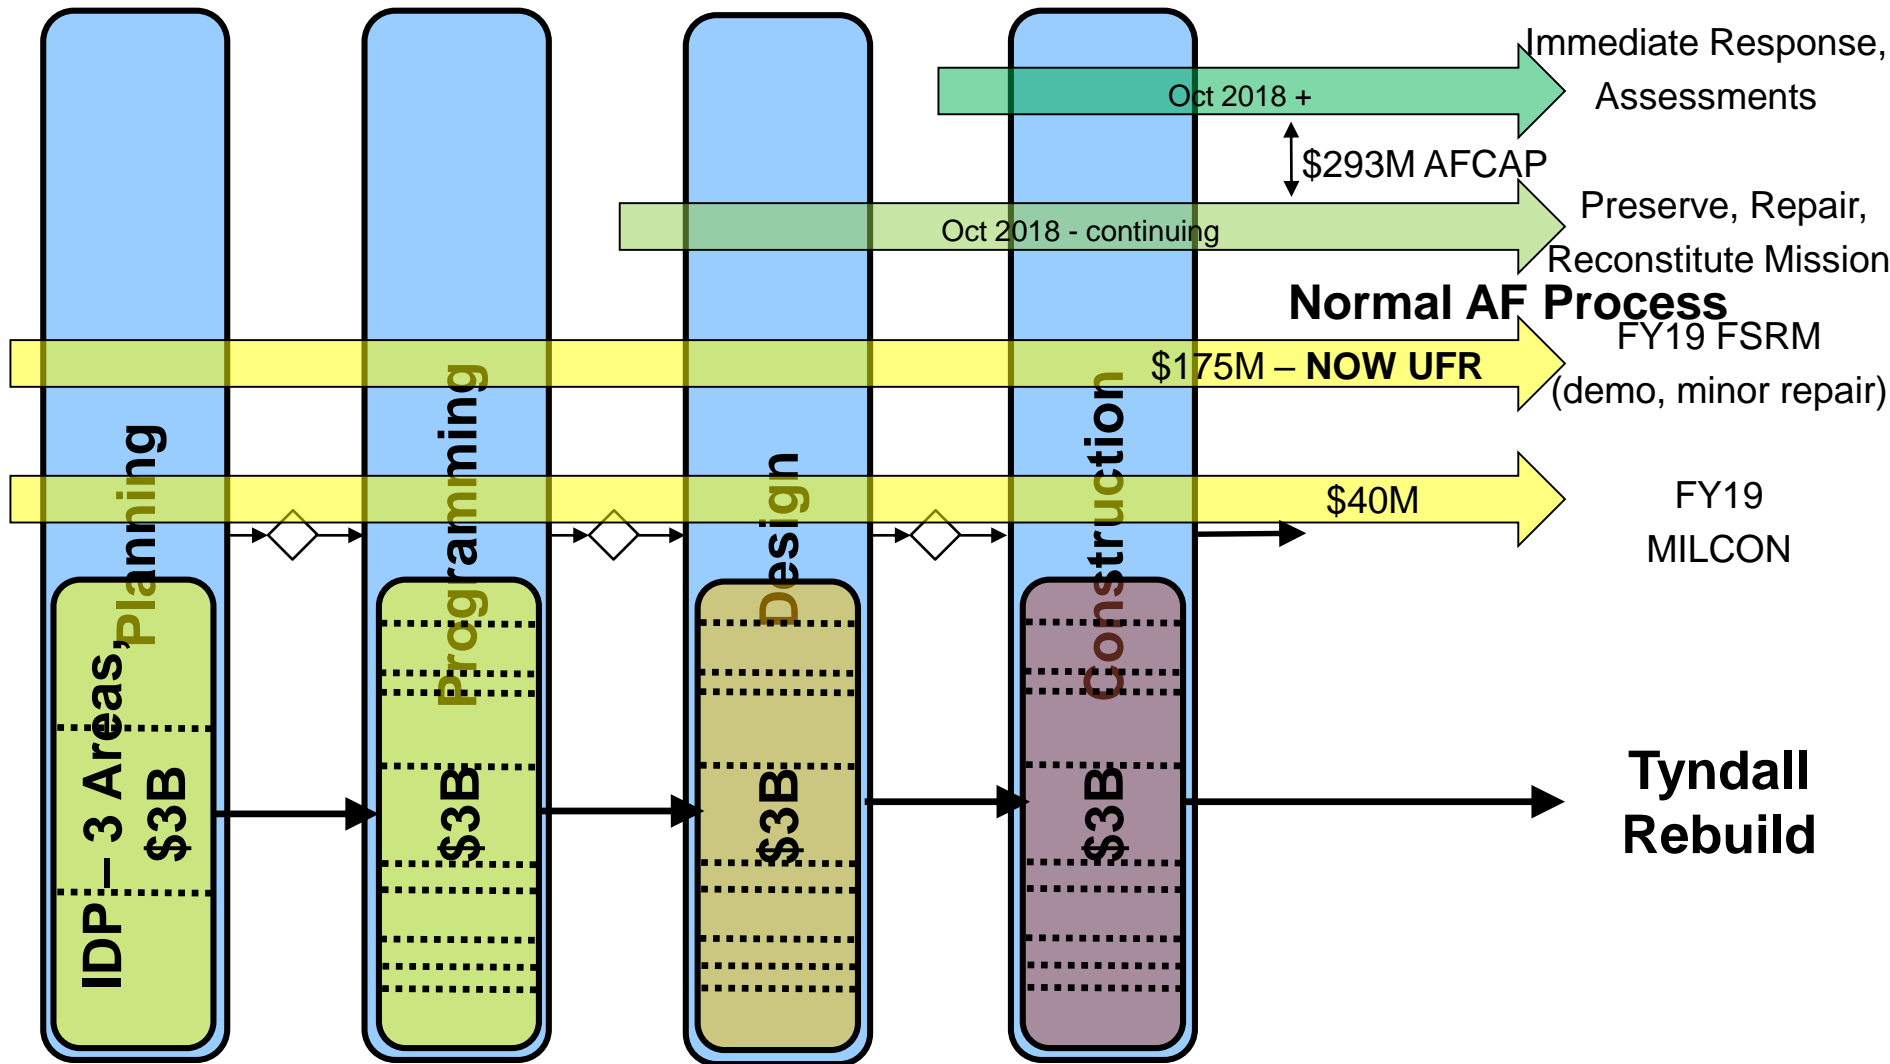 Immediate Response,
Assessments
Oct 2018 +
$293M AFCAP
Preserve, Repair,
Reconstitute Mission
Oct 2018 - continuing
Normal AF Process
FY19 FSRM
(demo, minor repair)
$175M – NOW UFR
$40M
FY19
MILCON
Planning
Programming
Design
Construction
IDP – 3 Areas,
$3B
$3B
$3B
$3B
Tyndall
Rebuild